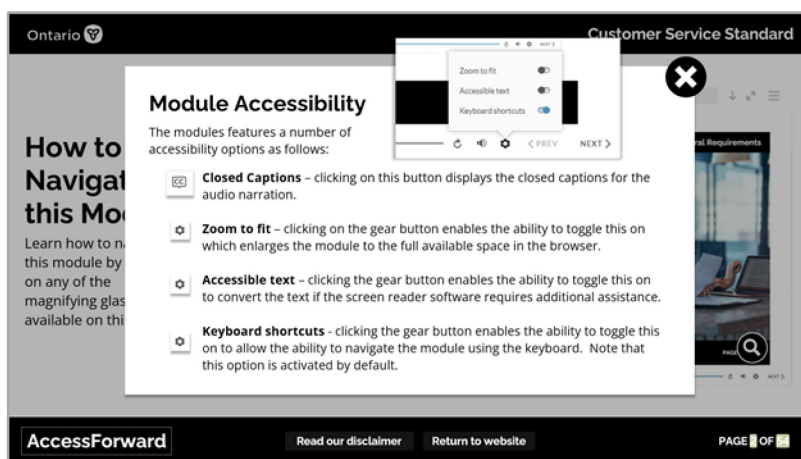 Ontario
Customer Service Standard
NEXT >
Zoom to fit
Accessible text
Keyboard shortcuts
< PREV
NEXT >
Module Accessibility
The modules features a number of
accessibility options as follows:
CC
Closed Captions – clicking on this button displays the closed captions for the
audio narration.
Zoom to fit – clicking on the gear button enables the ability to toggle this on
which enlarges the module to the full available space in the browser.
Accessible text – clicking the gear button enables the ability to toggle this on
to convert the text if the screen reader software requires additional assistance.
Keyboard shortcuts - clicking the gear button enables the ability to toggle this
on to allow the ability to navigate the module using the keyboard. Note that
this option is activated by default.
How to
Navigat
this Mo
Learn how to n
this module by
on any of the
magnifying glas
available on thi
ral Requirements
PAGE
NEXT >
AccessForward
Read our disclaimer
Return to website
PAGE 2 OF 54